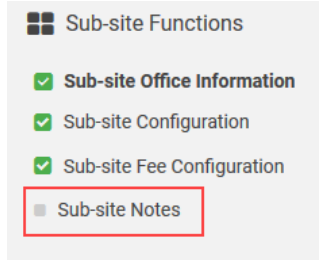 Sub-site Functions
Sub-site Office Information
Sub-site Configuration
Sub-site Fee Configuration
Sub-site Notes